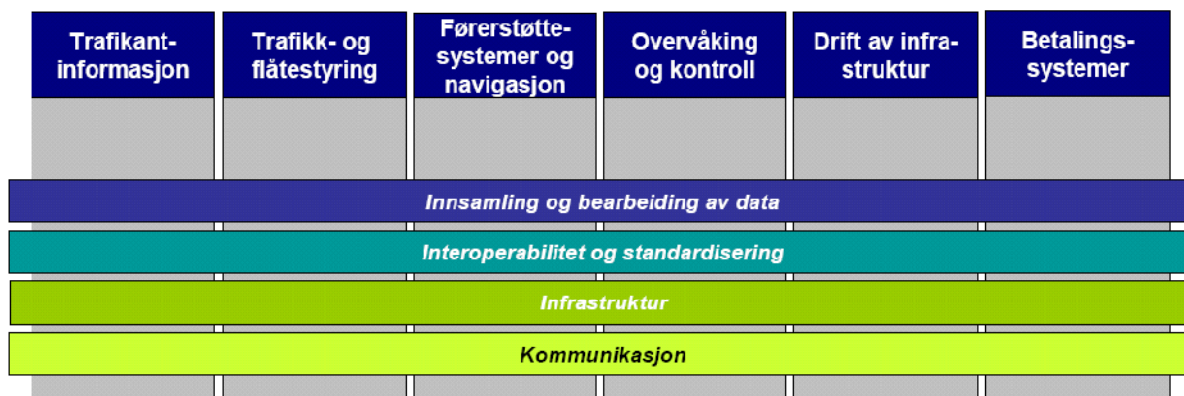 Trafikant-
informasjon
Trafikk- og
flåtestyring
Førerstøtte-
systemer og
navigasjon
Overvåking
og kontroll
Drift av infra-
struktur
Betalings-
systemer
Innsamling og bearbeiding av data
Interoperabilitet og standardisering
Infrastruktur
Kommunikasjon